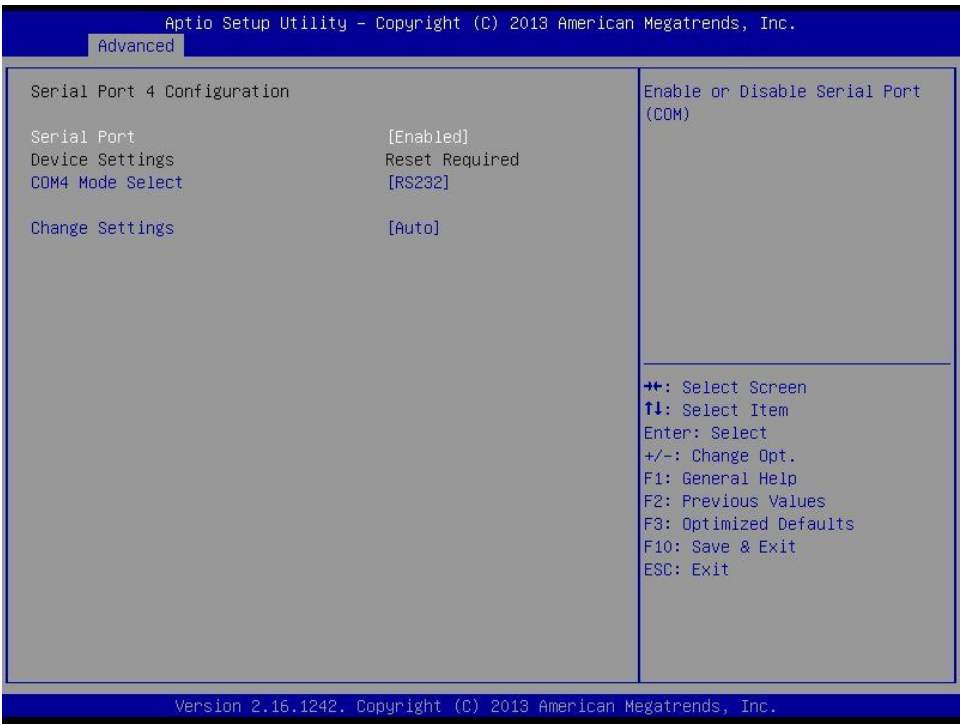 Aptio Setup Utility – Copyright (C) 2013 American Megatrends, Inc.
Advanced
Serial Port 4 Configuration
Serial Port [Enabled]
Device Settings Reset Required
COM4 Mode Select [RS232]
Change Settings [Auto]
Enable or Disable Serial Port
(COM)
→←: Select Screen
↑↓: Select Item
Enter: Select
+/-: Change Opt.
F1: General Help
F2: Previous Values
F3: Optimized Defaults
F10: Save & Exit
ESC: Exit
Version 2.16.1242. Copyright (C) 2013 American Megatrends, Inc.